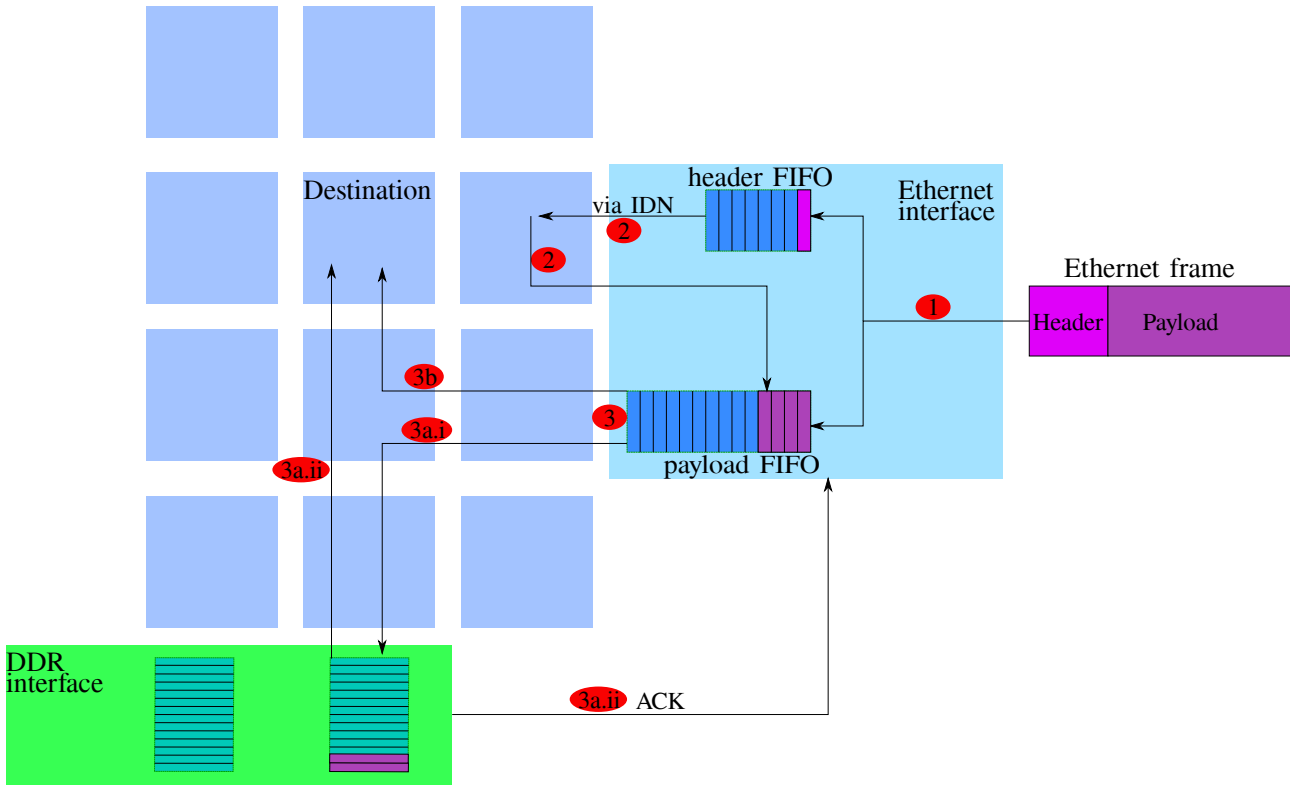 header FIFO
Destination
Ethernet
interface
via IDN
2
2
Ethernet frame
1
Header
Payload
3b
3
3a.i
payload FIFO
3a.ii
DDR
interface
3a.ii
ACK